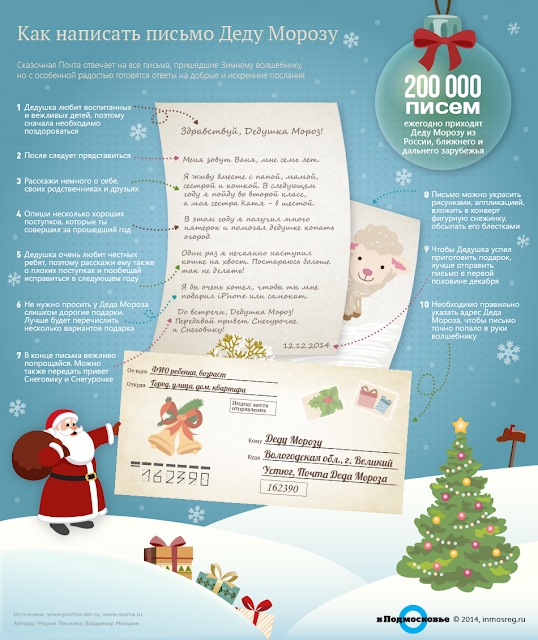 Как написать письмо Деду Морозу
Сказочная Почта отвечает на все письма, пришедшие Зимнему волшебнику,
но с особенной радостью готовятся ответы на добрые и искренние послания
200 000
писем
ежегодно приходят
Деду Морозу из
России, ближнего и
дальнего зарубежья
1 Дедушка любит воспитанных
и вежливых детей, поэтому
сначала необходимо
поздороваться
2 После следует представиться
3 Расскажи немного о себе,
своих родственниках и друзьях
4 Опиши несколько хороших
поступков, которые ты
совершил за прошедший год
5 Дедушка очень любит честных
ребят, поэтому расскажи ему также
о плохих поступках и пообещай
исправиться в следующем году
6 Не нужно просить у Деда Мороза
слишком дорогие подарки.
Лучше будет перечислить
несколько вариантов подарка
7 В конце письма вежливо
попрощайся. Можно
также передать привет
Снеговику и Снегурочке
Здравствуй, Дедушка Мороз!
Меня зовут Ваня, мне семь лет.
Я живу вместе с папой, мамой,
сестрой и кошкой. В следующем
году я пойду во второй класс,
а моя сестра Катя - в шестой.
В этом году я получил много
пятерок и помогал дедушке копать
огород.
Один раз я нечаянно наступил
кошке на хвост. Постараюсь больше
так не делать!
Я бы очень хотел, чтобы ты мне
подарил iPhone или самокат.
До встречи, Дедушка Мороз!
Передавай привет Снегурочке
и Снеговику!
12.12.2014
8 Письмо можно украсить
рисунками, аппликацией,
вложить в конверт
фигурную снежинку,
обсыпать его блестками
9 Чтобы Дедушка успел
приготовить подарок,
лучше отправить
письмо в первой
половине декабря
10 Необходимо правильно
указать адрес Деда
Мороза, чтобы письмо
точно попало в руки
волшебнику
От кого ФИО ребенка, возраст
Откуда Город, улица, дом, квартира
Индекс места
отправления
Кому Деду Морозу
Куда Вологодская обл., г. Великий
Устюг, Почта Деда Мороза
162390
162390
Источники: www.pochta-dm.ru, www.mama.ru
Авторы: Мария Леонова, Владимир
вПодмосковье © 2014, inmosreg.ru